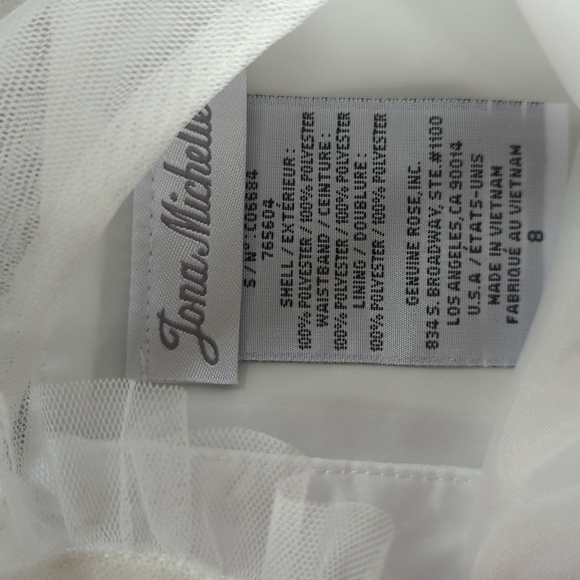 Jona Michelle
S/Nº: C05684
765604
SHELL / EXTÉRIEUR :
100% POLYESTER / 100% POLYESTER
WAISTBAND / CEINTURE :
100% POLYESTER / 100% POLYESTER
LINING / DOUBLURE :
100% POLYESTER / 100% POLYESTER
GENUINE ROSE, INC.
834 S. BROADWAY, STE.#1100
LOS ANGELES, CA 90014
U.S.A / ÉTATS-UNIS
MADE IN VIETNAM
FABRIQUÉ AU VIETNAM
8